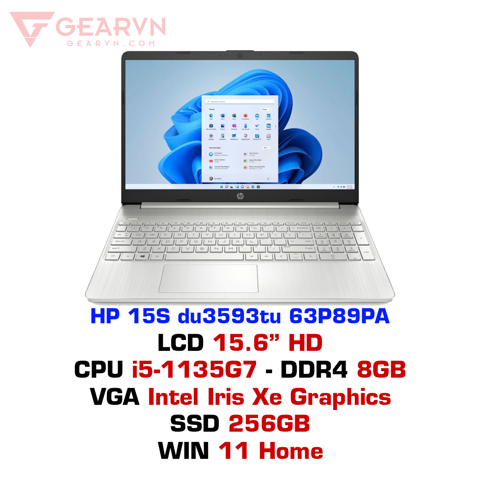 GEARVN
GEARVN.COM
hp
HP 15S du3593tu 63P89PA
LCD 15.6” HD
CPU i5-1135G7 - DDR4 8GB
VGA Intel Iris Xe Graphics
SSD 256GB
WIN 11 Home